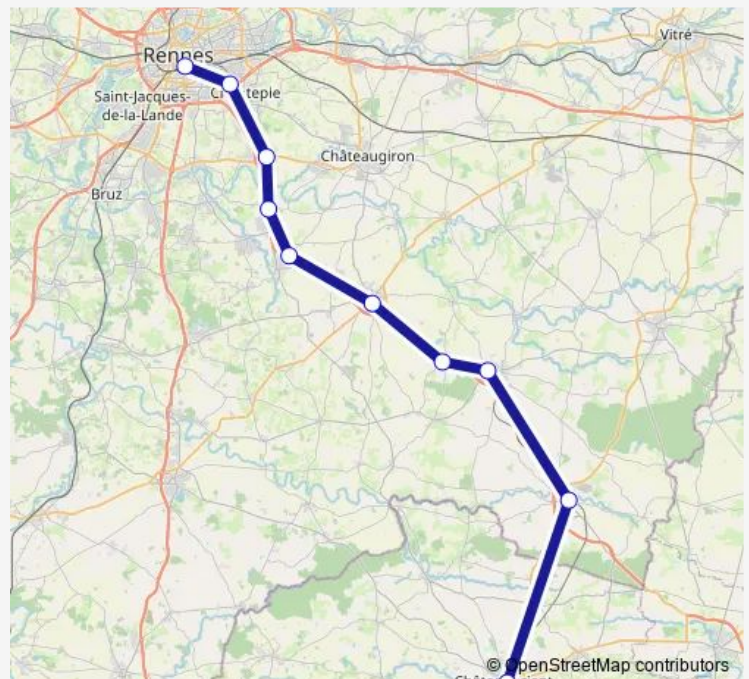 Vitré
Rennes
Saint-Jacques-
de-la-Lande
Châteaugiron
Bruz
© OpenStreetMap contributors